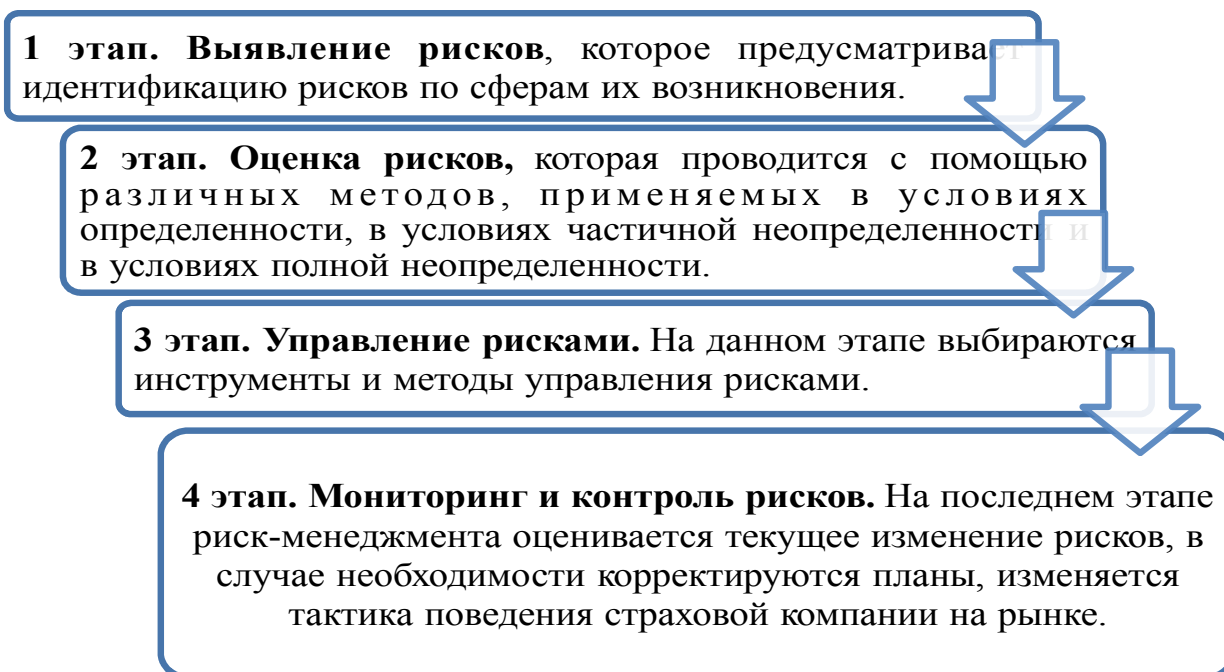 1 этап. Выявление рисков, которое предусматривает
идентификацию рисков по сферам их возникновения.
2 этап. Оценка рисков, которая проводится с помощью
различных методов, применяемых в условиях
определенности, в условиях частичной неопределенности и
в условиях полной неопределенности.
3 этап. Управление рисками. На данном этапе выбираются
инструменты и методы управления рисками.
4 этап. Мониторинг и контроль рисков. На последнем этапе
риск-менеджмента оценивается текущее изменение рисков, в
случае необходимости корректируются планы, изменяется
тактика поведения страховой компании на рынке.